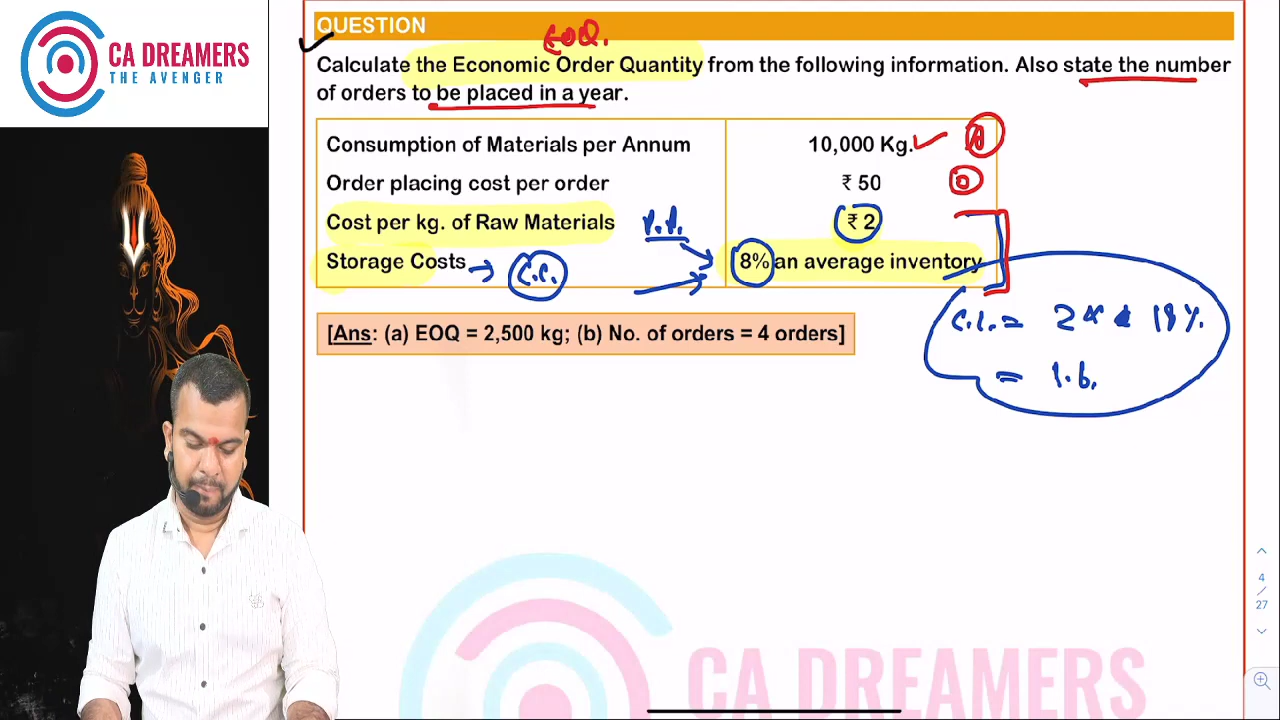 CA DREAMERS
THE AVENGER
QUESTION
EOQ.
Calculate the Economic Order Quantity from the following information. Also state the number
of orders to be placed in a year.
Consumption of Materials per Annum 10,000 Kg. A
Order placing cost per order ₹ 50 O
Cost per kg. of Raw Materials ₹ 2
Storage Costs → C.C. 8% an average inventory
C.C. = 2 × 18%.
= 1.6.
[Ans: (a) EOQ = 2,500 kg; (b) No. of orders = 4 orders]
4
/
27
CA DREAMERS